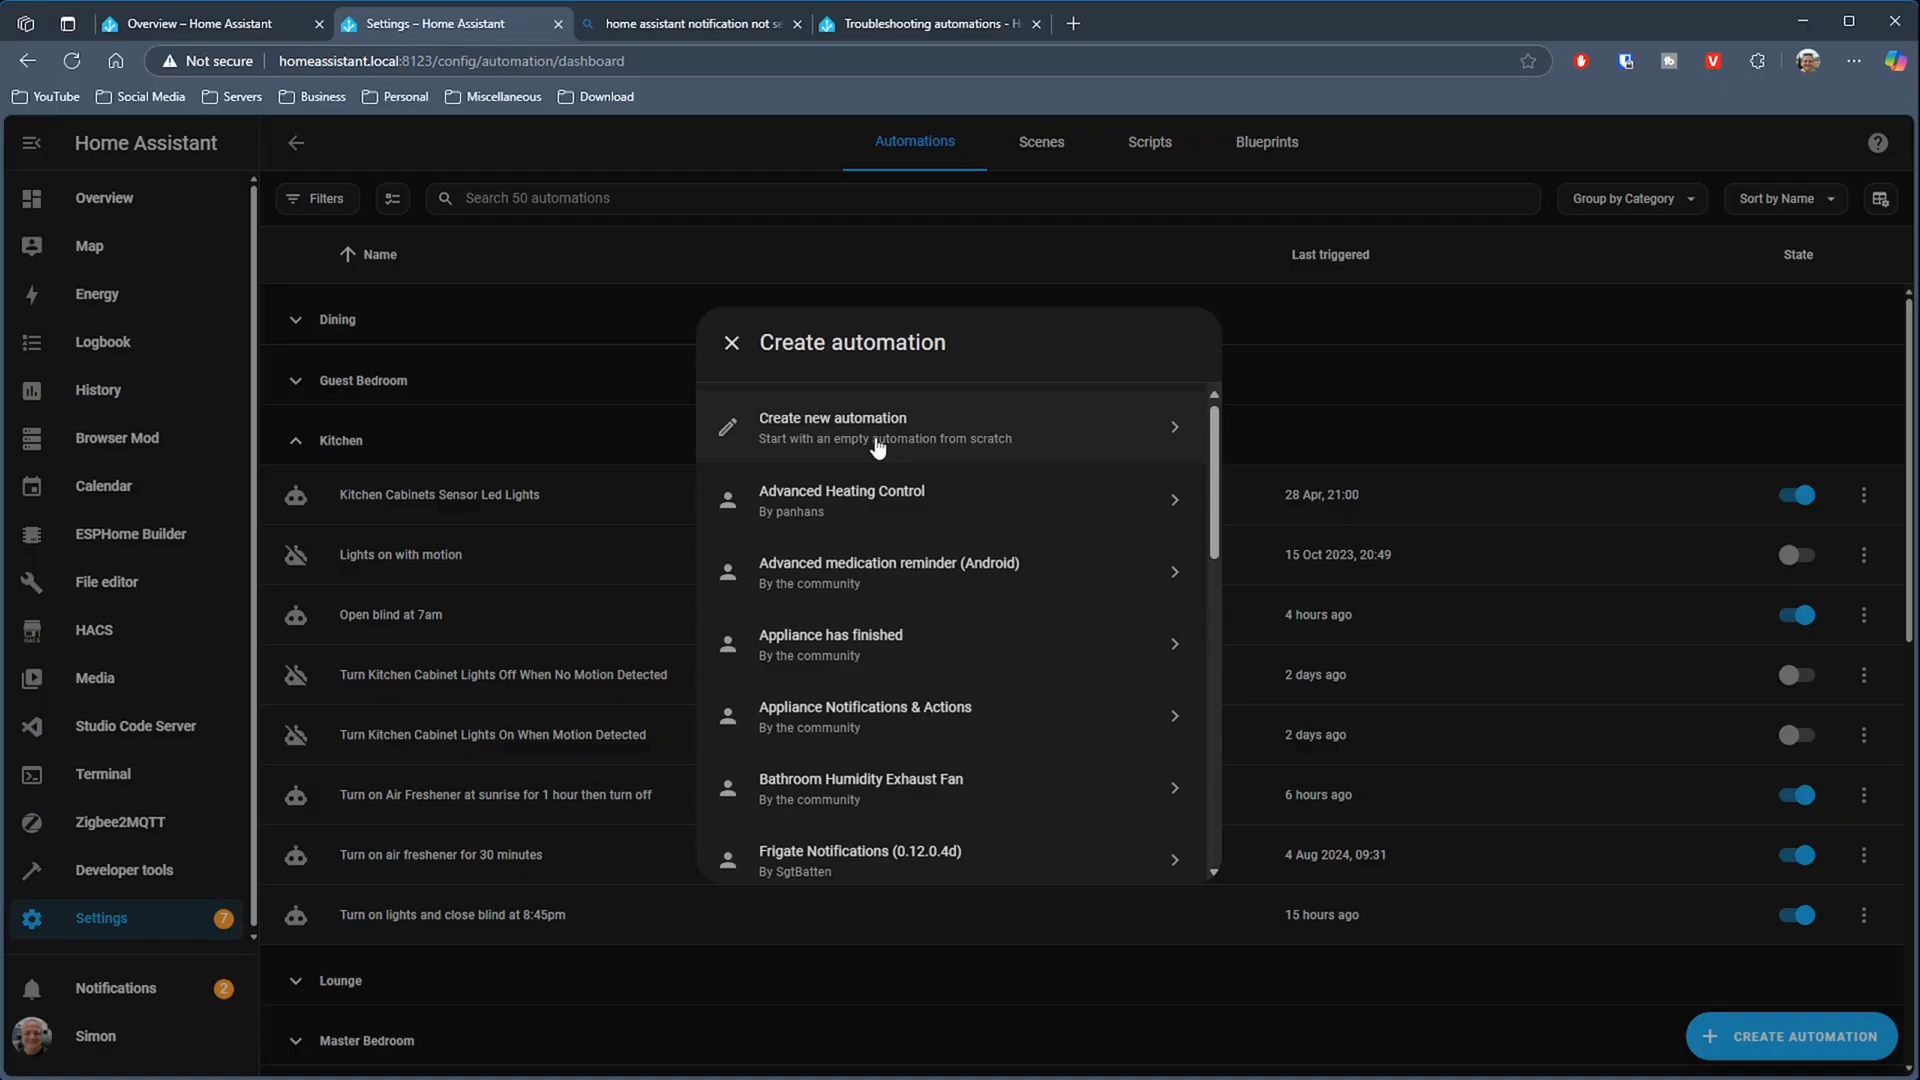 Overview – Home Assistant
Settings – Home Assistant
home assistant notification not se
Troubleshooting automations - H
Not secure
homeassistant.local:8123/config/automation/dashboard
YouTube
Social Media
Servers
Business
Personal
Miscellaneous
Download
Home Assistant
Automations
Scenes
Scripts
Blueprints
Overview
Map
Energy
Logbook
History
Browser Mod
Calendar
ESPHome Builder
File editor
HACS
Media
Studio Code Server
Terminal
Zigbee2MQTT
Developer tools
Settings
7
Notifications
2
Simon
Filters
Search 50 automations
Group by Category
Sort by Name
Name
Last triggered
State
Dining
Guest Bedroom
Kitchen
Kitchen Cabinets Sensor Led Lights
28 Apr, 21:00
Lights on with motion
15 Oct 2023, 20:49
Open blind at 7am
4 hours ago
Turn Kitchen Cabinet Lights Off When No Motion Detected
2 days ago
Turn Kitchen Cabinet Lights On When Motion Detected
2 days ago
Turn on Air Freshener at sunrise for 1 hour then turn off
6 hours ago
Turn on air freshener for 30 minutes
4 Aug 2024, 09:31
Turn on lights and close blind at 8:45pm
15 hours ago
Lounge
Master Bedroom
CREATE AUTOMATION
Create automation
Create new automation
Start with an empty automation from scratch
Advanced Heating Control
By panhans
Advanced medication reminder (Android)
By the community
Appliance has finished
By the community
Appliance Notifications & Actions
By the community
Bathroom Humidity Exhaust Fan
By the community
Frigate Notifications (0.12.0.4d)
By SgtBatten